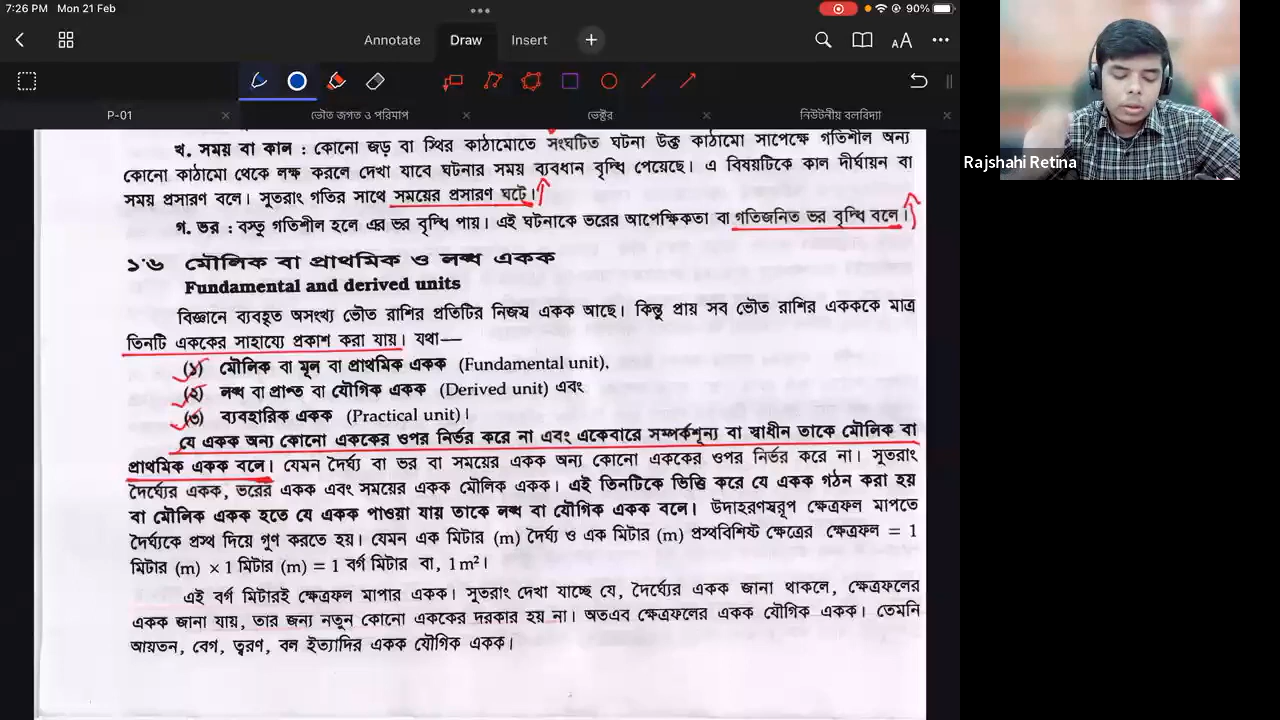 7:26 PM Mon 21 Feb
90%
Annotate Draw Insert
P-01 ভৌত জগত ও পরিমাপ ভেক্টর নিউটনীয় বলবিদ্যা
Rajshahi Retina
খ. সময় বা কাল : কোনো জড় বা স্থির কাঠামোতে সংঘটিত ঘটনা উক্ত কাঠামো সাপেক্ষে গতিশীল অন্য
কোনো কাঠামো থেকে লক্ষ করলে দেখা যাবে ঘটনার সময় ব্যবধান বৃদ্ধি পেয়েছে। এ বিষয়টিকে কাল দীর্ঘায়ন বা
সময় প্রসারণ বলে। সুতরাং গতির সাথে সময়ের প্রসারণ ঘটে।
গ. ভর : বস্তু গতিশীল হলে এর ভর বৃদ্ধি পায়। এই ঘটনাকে ভরের আপেক্ষিকতা বা গতিজনিত ভর বৃদ্ধি বলে।
১.৬ মৌলিক বা প্রাথমিক ও লব্ধ একক
Fundamental and derived units
বিজ্ঞানে ব্যবহৃত অসংখ্য ভৌত রাশির প্রতিটির নিজস্ব একক আছে। কিন্তু প্রায় সব ভৌত রাশির একককে মাত্র
তিনটি এককের সাহায্যে প্রকাশ করা যায়। যথা—
(১) মৌলিক বা মূল বা প্রাথমিক একক (Fundamental unit),
(২) লব্ধ বা প্রাপ্ত বা যৌগিক একক (Derived unit) এবং
(৩) ব্যবহারিক একক (Practical unit)।
যে একক অন্য কোনো এককের ওপর নির্ভর করে না এবং একেবারে সম্পর্কশূন্য বা স্বাধীন তাকে মৌলিক বা
প্রাথমিক একক বলে। যেমন দৈর্ঘ্য বা ভর বা সময়ের একক অন্য কোনো এককের ওপর নির্ভর করে না। সুতরাং
দৈর্ঘ্যের একক, ভরের একক এবং সময়ের একক মৌলিক একক। এই তিনটিকে ভিত্তি করে যে একক গঠন করা হয়
বা মৌলিক একক হতে যে একক পাওয়া যায় তাকে লব্ধ বা যৌগিক একক বলে। উদাহরণস্বরূপ ক্ষেত্রফল মাপতে
দৈর্ঘ্যকে প্রস্থ দিয়ে গুণ করতে হয়। যেমন এক মিটার (m) দৈর্ঘ্য ও এক মিটার (m) প্রস্থবিশিষ্ট ক্ষেত্রের ক্ষেত্রফল = 1
মিটার (m) × 1 মিটার (m) = 1 বর্গ মিটার বা, 1 m²।
এই বর্গ মিটারই ক্ষেত্রফল মাপার একক। সুতরাং দেখা যাচ্ছে যে, দৈর্ঘ্যের একক জানা থাকলে, ক্ষেত্রফলের
একক জানা যায়, তার জন্য নতুন কোনো এককের দরকার হয় না। অতএব ক্ষেত্রফলের একক যৌগিক একক। তেমনি
আয়তন, বেগ, ত্বরণ, বল ইত্যাদির একক যৌগিক একক।